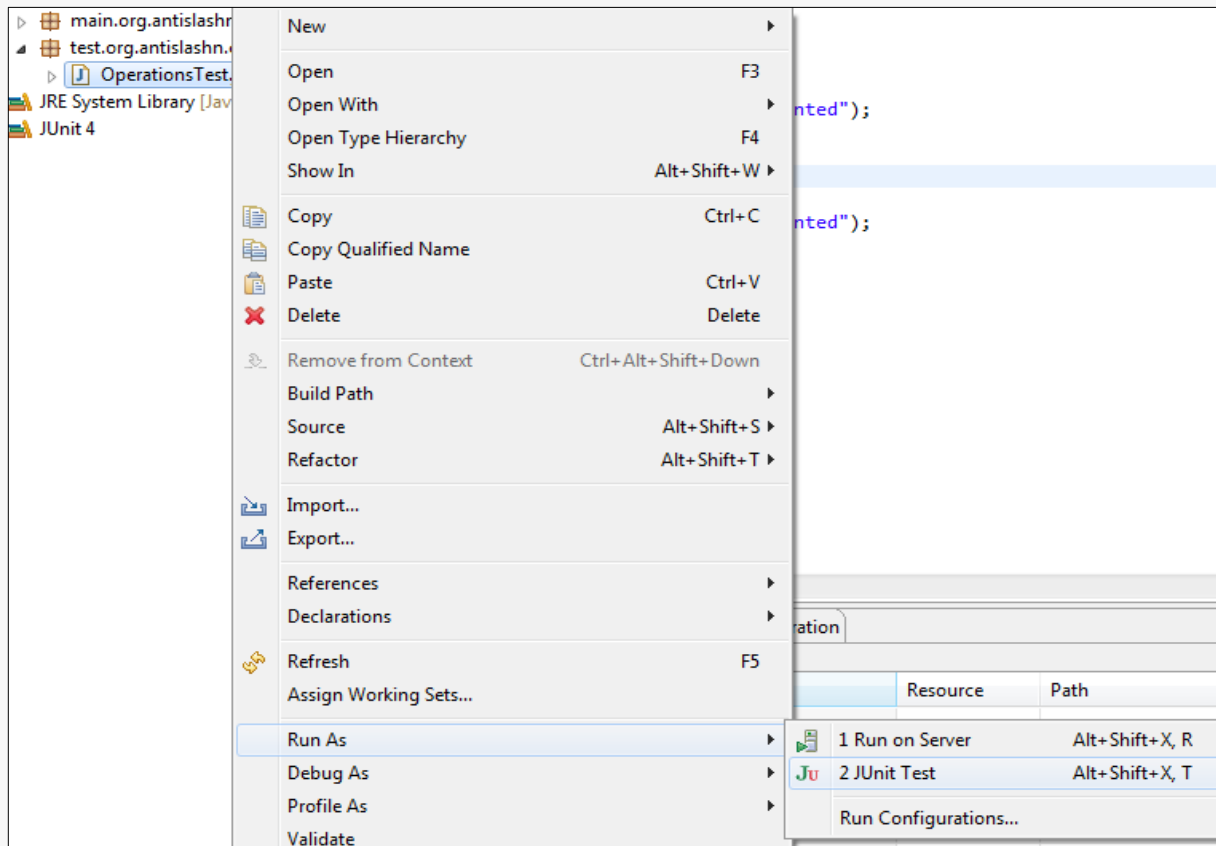 main.org.antislashn
test.org.antislashn.
OperationsTest.
JRE System Library [Jav
JUnit 4
New
Open F3
Open With
Open Type Hierarchy F4
Show In Alt+Shift+W
Copy Ctrl+C
Copy Qualified Name
Paste Ctrl+V
Delete Delete
Remove from Context Ctrl+Alt+Shift+Down
Build Path
Source Alt+Shift+S
Refactor Alt+Shift+T
Import...
Export...
References
Declarations
Refresh F5
Assign Working Sets...
Run As
Debug As
Profile As
Validate
nted");
nted");
ration
Resource Path
1 Run on Server Alt+Shift+X, R
2 JUnit Test Alt+Shift+X, T
Run Configurations...